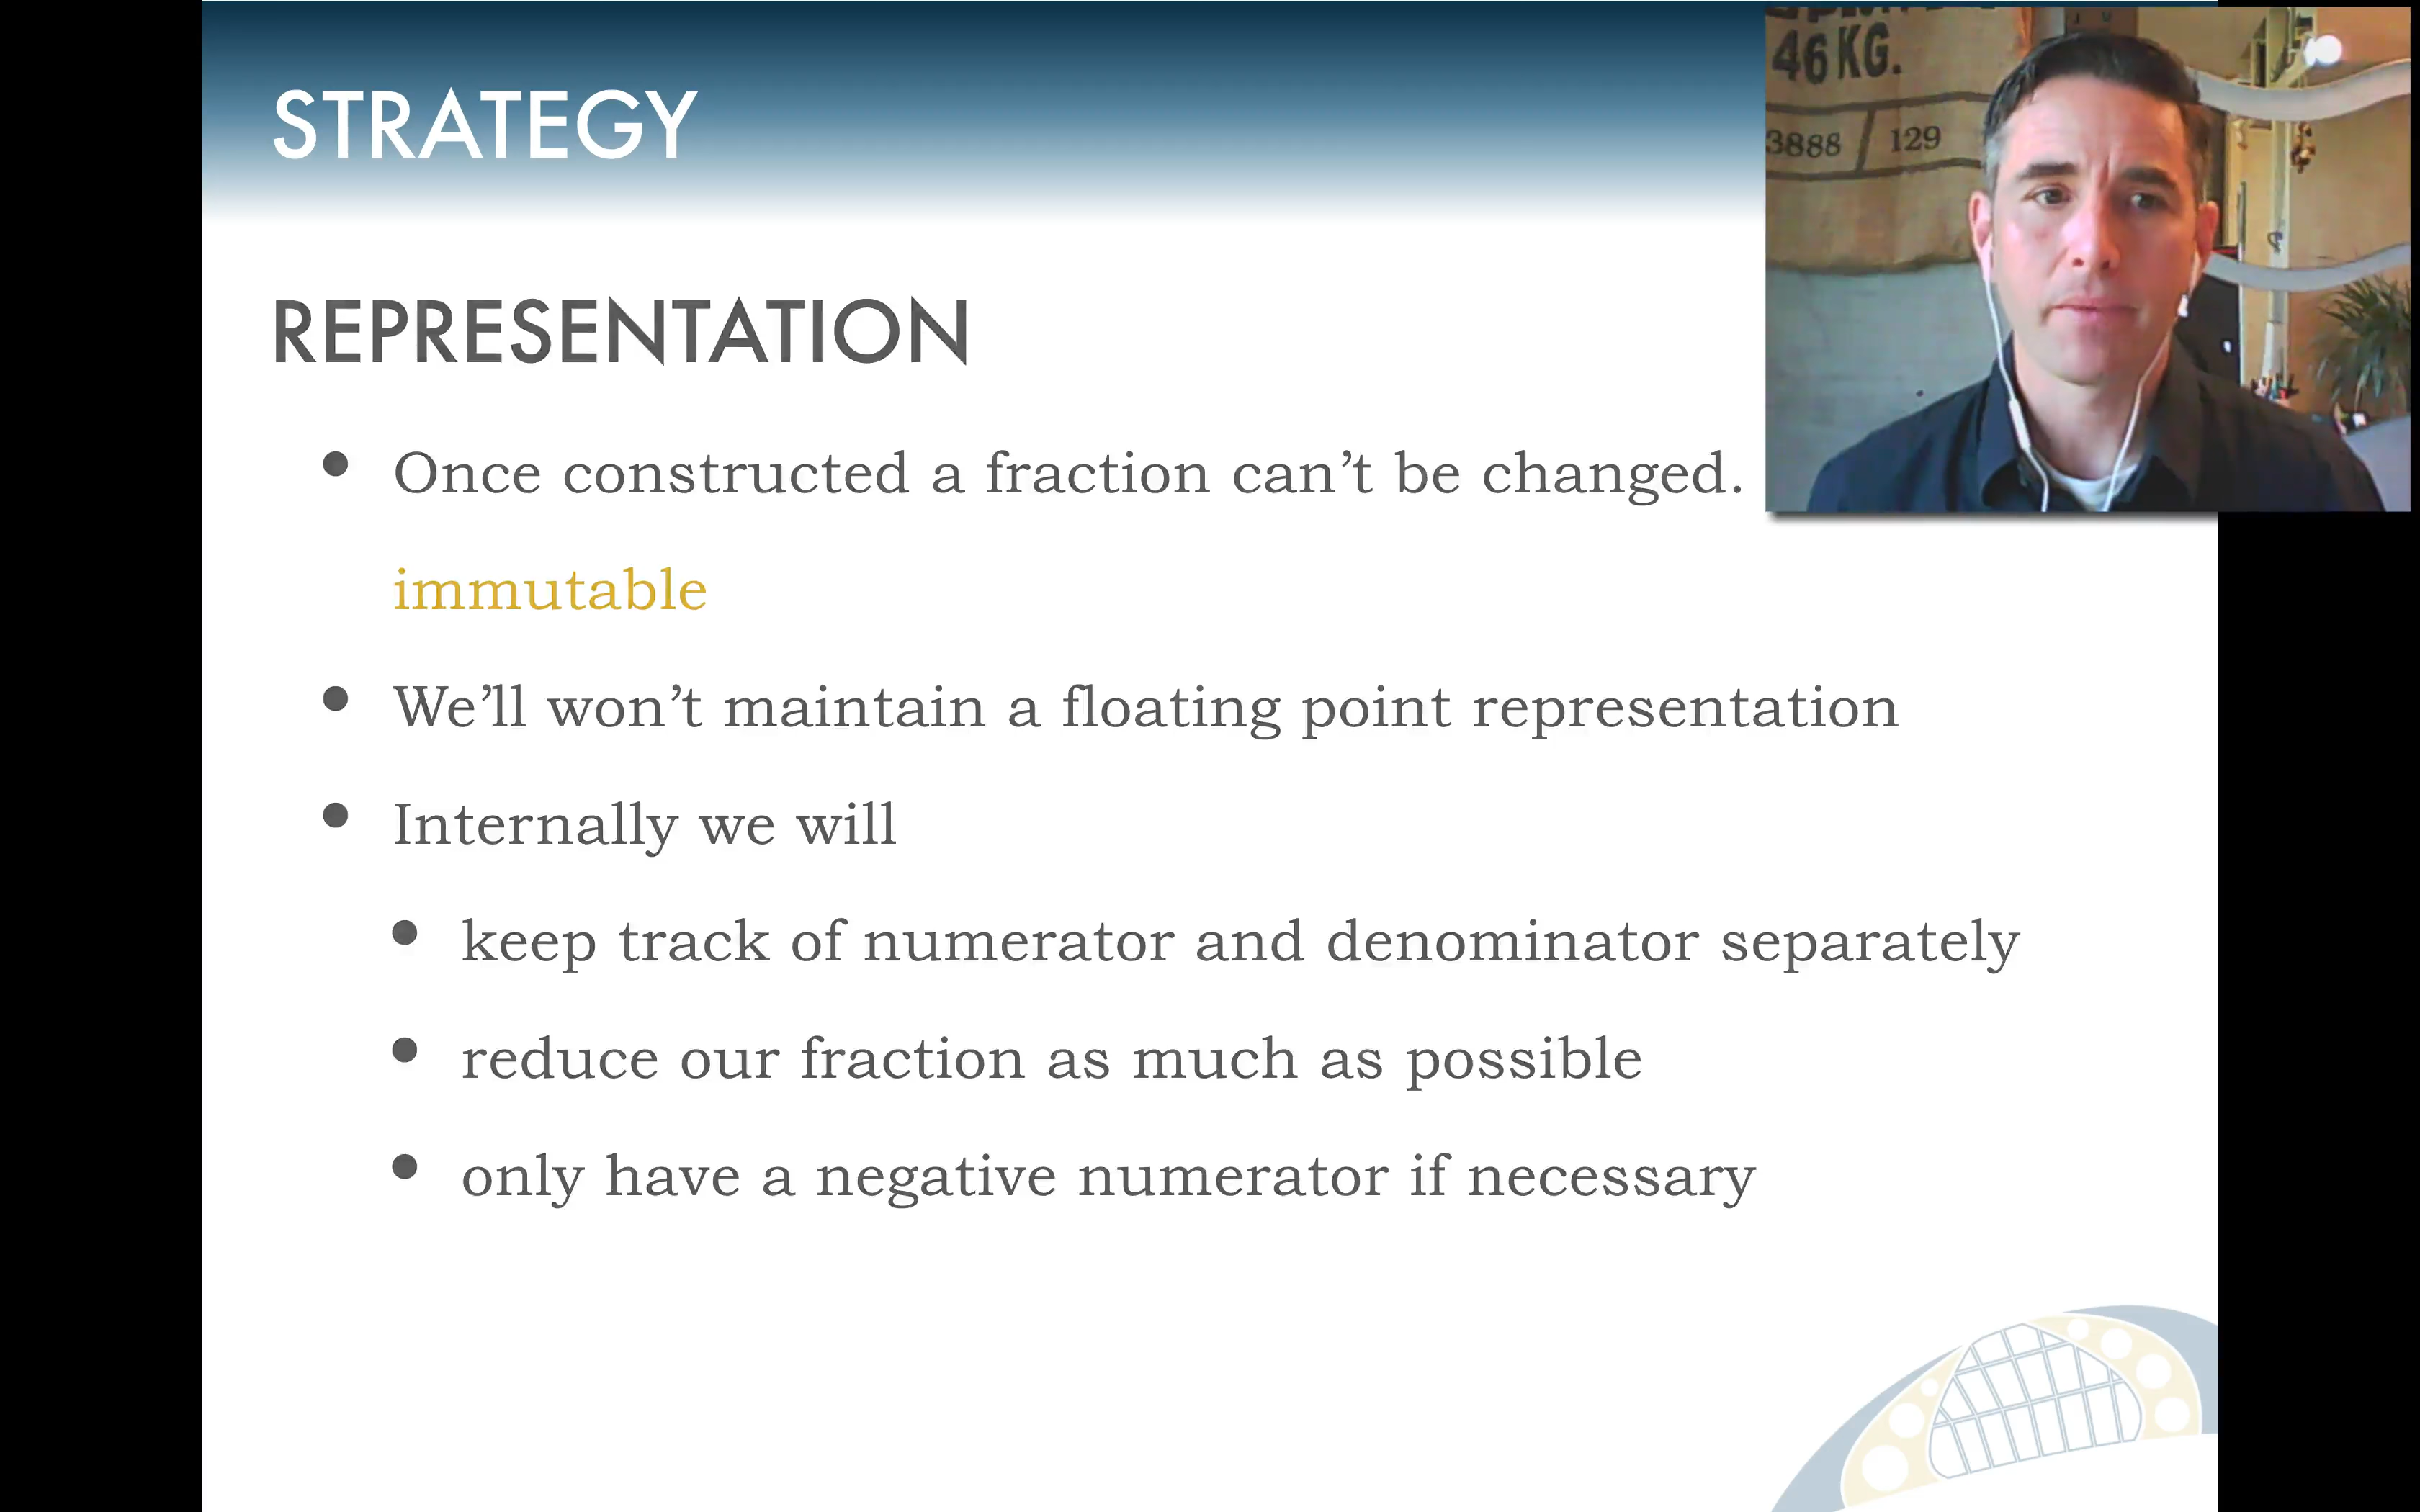 STRATEGY
46 KG.
3888 / 129
REPRESENTATION
• Once constructed a fraction can't be changed.
immutable
• We'll won't maintain a floating point representation
• Internally we will
• keep track of numerator and denominator separately
• reduce our fraction as much as possible
• only have a negative numerator if necessary